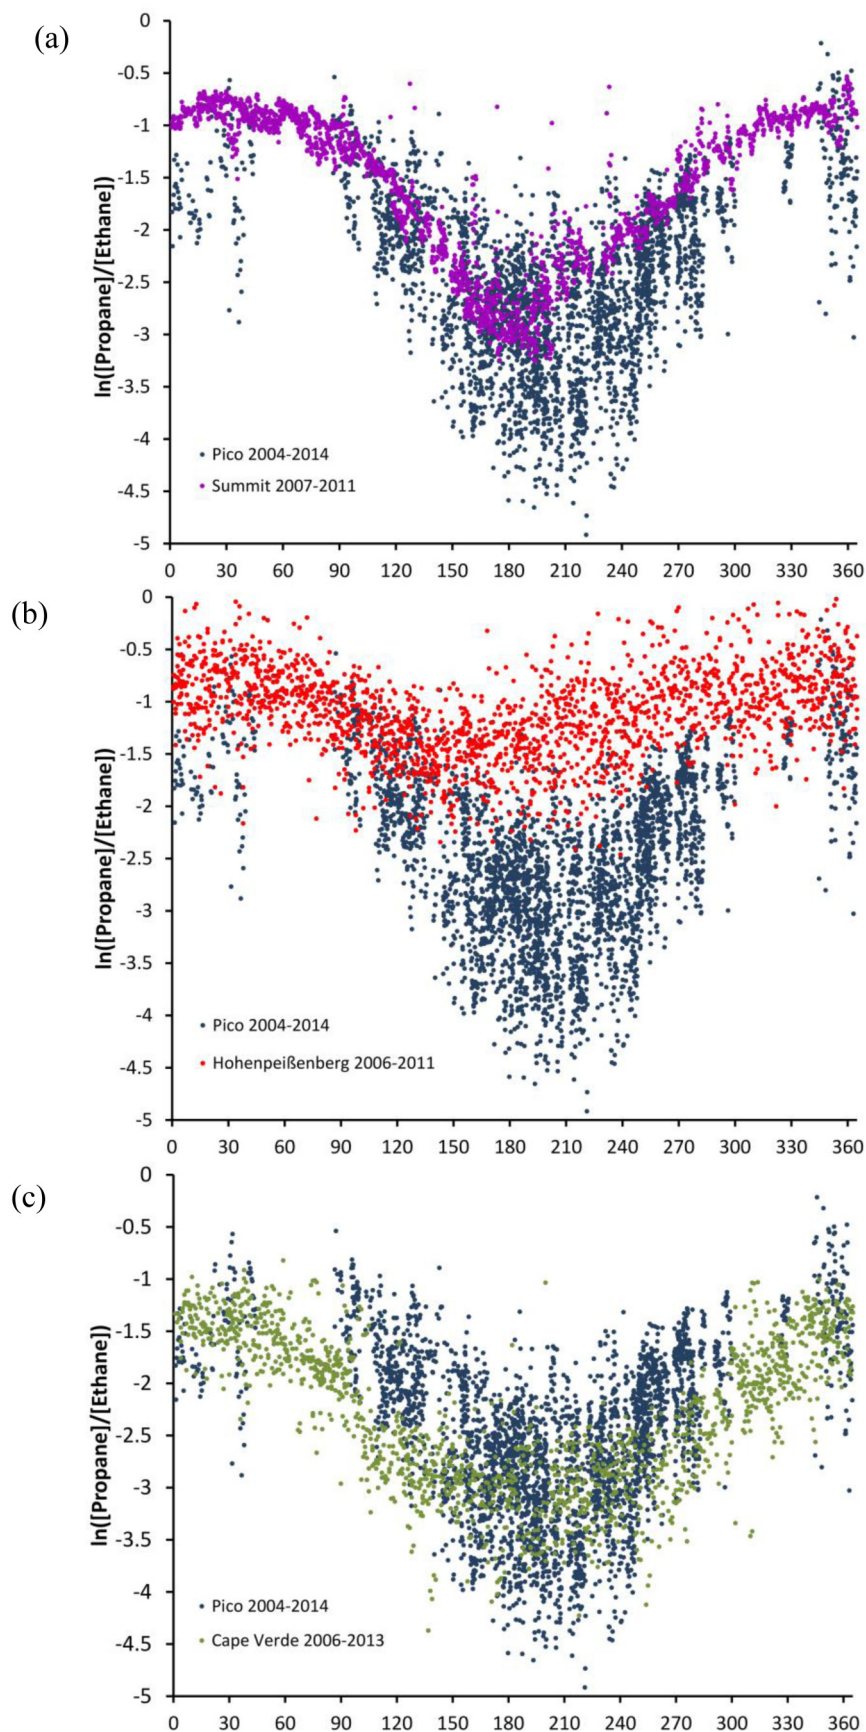 (a)
0
-0.5
-1
-1.5
-2
-2.5
-3
-3.5
-4
-4.5
-5
ln([Propane]/[Ethane])
Pico 2004-2014
Summit 2007-2011
0 30 60 90 120 150 180 210 240 270 300 330 360
(b)
0
-0.5
-1
-1.5
-2
-2.5
-3
-3.5
-4
-4.5
-5
ln([Propane]/[Ethane])
Pico 2004-2014
Hohenpeißenberg 2006-2011
0 30 60 90 120 150 180 210 240 270 300 330 360
(c)
0
-0.5
-1
-1.5
-2
-2.5
-3
-3.5
-4
-4.5
-5
ln([Propane]/[Ethane])
Pico 2004-2014
Cape Verde 2006-2013
0 30 60 90 120 150 180 210 240 270 300 330 360